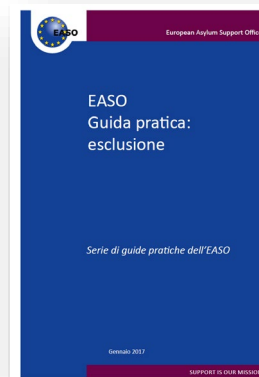 EASO
European Asylum Support Office
EASO
Guida pratica:
esclusione
Serie di guide pratiche dell'EASO
Gennaio 2017
SUPPORT IS OUR MISSION